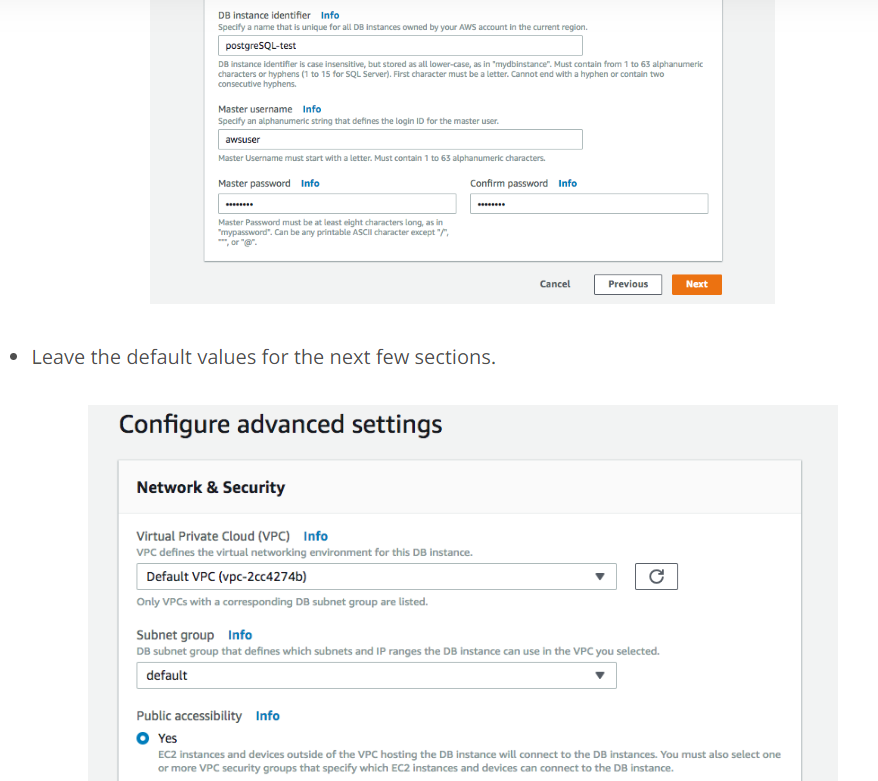 DB instance identifier Info
Specify a name that is unique for all DB instances owned by your AWS account in the current region.
postgreSQL-test
DB instance identifier is case insensitive, but stored as all lower-case, as in "mydbinstance". Must contain from 1 to 63 alphanumeric
characters or hyphens (1 to 15 for SQL Server). First character must be a letter. Cannot end with a hyphen or contain two
consecutive hyphens.
Master username Info
Specify an alphanumeric string that defines the login ID for the master user.
awsuser
Master Username must start with a letter. Must contain 1 to 63 alphanumeric characters.
Master password Info
Confirm password Info
••••••••
••••••••
Master Password must be at least eight characters long, as in
"mypassword". Can be any printable ASCII character except "/",
""", or "@".
Cancel Previous Next
• Leave the default values for the next few sections.
Configure advanced settings
Network & Security
Virtual Private Cloud (VPC) Info
VPC defines the virtual networking environment for this DB instance.
Default VPC (vpc-2cc4274b)
Only VPCs with a corresponding DB subnet group are listed.
Subnet group Info
DB subnet group that defines which subnets and IP ranges the DB instance can use in the VPC you selected.
default
Public accessibility Info
Yes
EC2 instances and devices outside of the VPC hosting the DB instance will connect to the DB instances. You must also select one
or more VPC security groups that specify which EC2 instances and devices can connect to the DB instance.